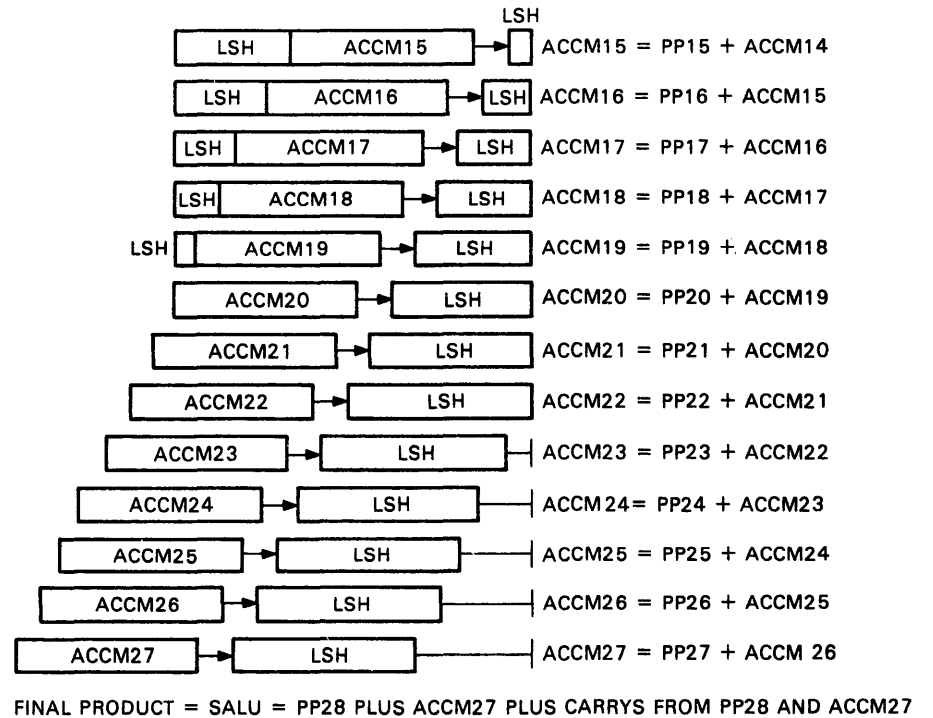 LSH
LSH ACCM15 ACCM15 = PP15 + ACCM14
LSH ACCM16 LSH ACCM16 = PP16 + ACCM15
LSH ACCM17 LSH ACCM17 = PP17 + ACCM16
LSH ACCM18 LSH ACCM18 = PP18 + ACCM17
LSH ACCM19 LSH ACCM19 = PP19 + ACCM18
ACCM20 LSH ACCM20 = PP20 + ACCM19
ACCM21 LSH ACCM21 = PP21 + ACCM20
ACCM22 LSH ACCM22 = PP22 + ACCM21
ACCM23 LSH ACCM23 = PP23 + ACCM22
ACCM24 LSH ACCM24= PP24 + ACCM23
ACCM25 LSH ACCM25 = PP25 + ACCM24
ACCM26 LSH ACCM26 = PP26 + ACCM25
ACCM27 LSH ACCM27 = PP27 + ACCM 26
FINAL PRODUCT = SALU = PP28 PLUS ACCM27 PLUS CARRYS FROM PP28 AND ACCM27